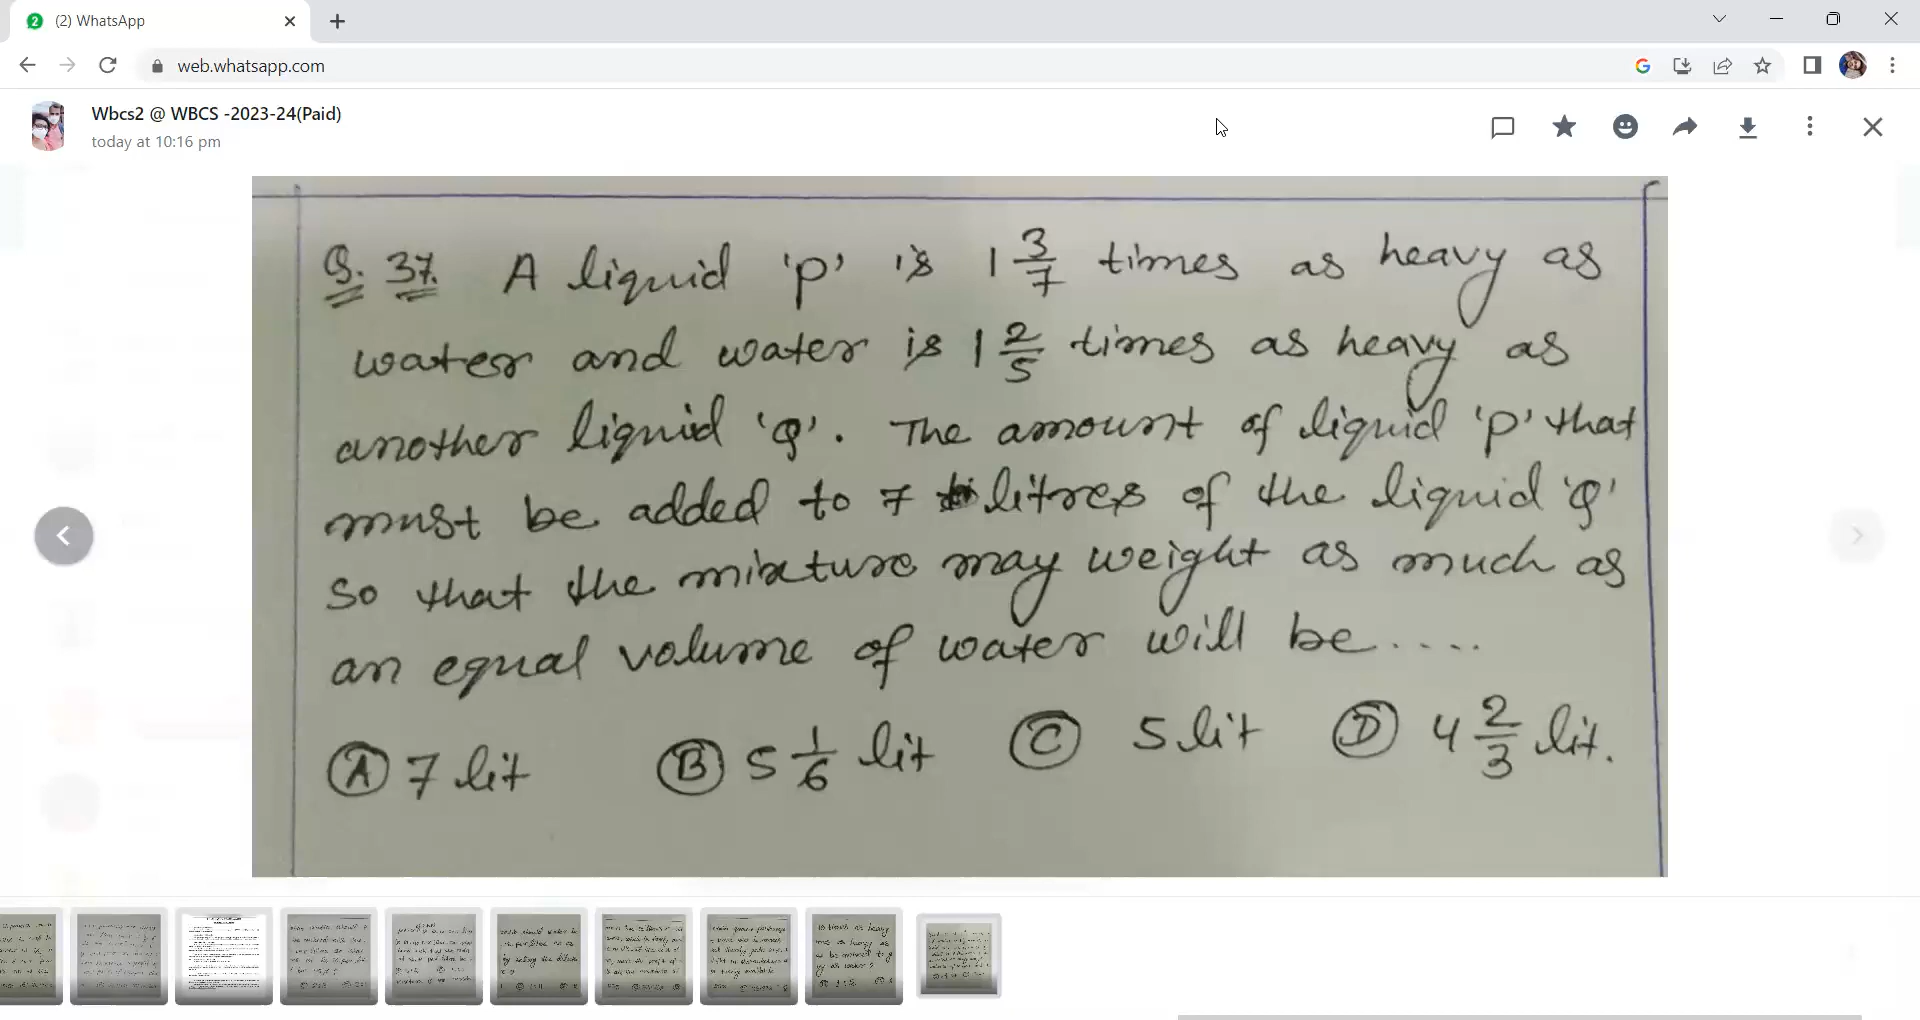 (2) WhatsApp
web.whatsapp.com
Wbcs2 @ WBCS -2023-24(Paid)
today at 10:16 pm
Q. 37. A liquid 'p' is 1 3/7 times as heavy as
water and water is 1 2/5 times as heavy as
another liquid 'Q'. The amount of liquid 'p' that
must be added to 7 litres of the liquid 'Q'
so that the mixture may weight as much as
an equal volume of water will be.....
(A) 7 lit (B) 5 1/6 lit (C) 5 lit (D) 4 2/3 lit.